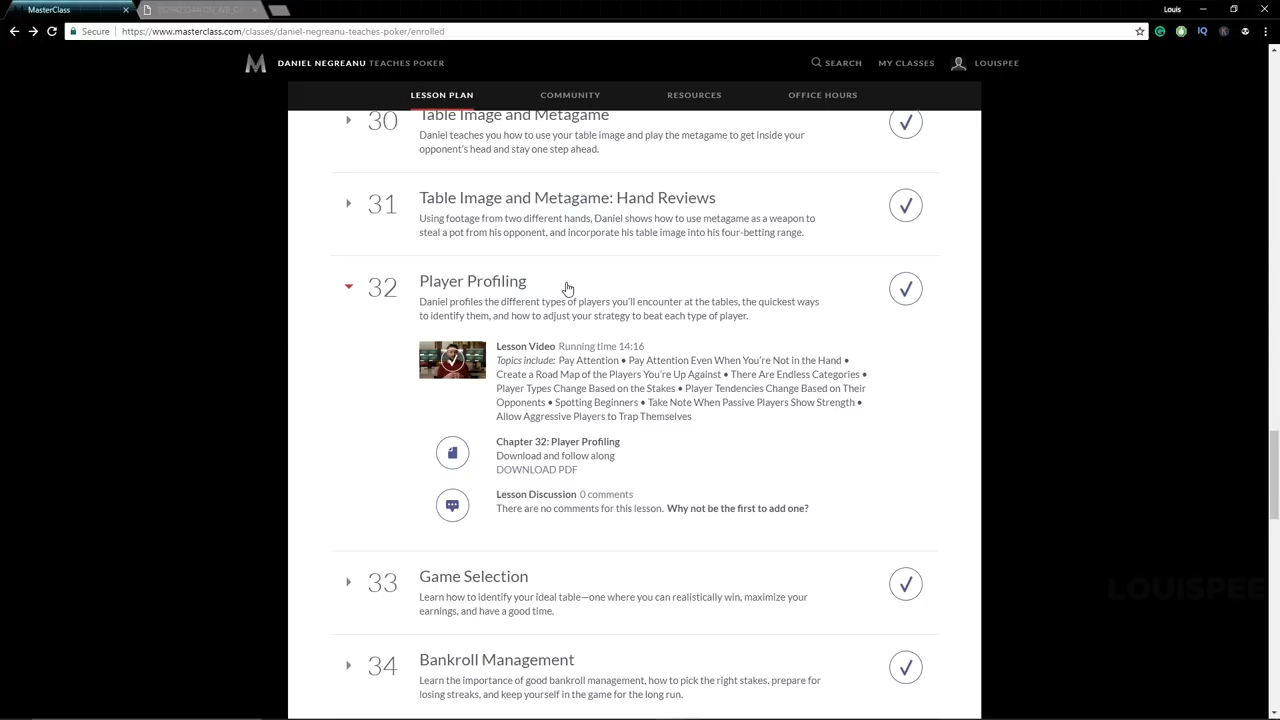 MasterClass
Louis
Secure
https://www.masterclass.com/classes/daniel-negreanu-teaches-poker/enrolled
DANIEL NEGREANU TEACHES POKER
SEARCH
MY CLASSES
LOUISPEE
LESSON PLAN
COMMUNITY
RESOURCES
OFFICE HOURS
30
Table Image and Metagame
Daniel teaches you how to use your table image and play the metagame to get inside your
opponent's head and stay one step ahead.
31
Table Image and Metagame: Hand Reviews
Using footage from two different hands, Daniel shows how to use metagame as a weapon to
steal a pot from his opponent, and incorporate his table image into his four-betting range.
32
Player Profiling
Daniel profiles the different types of players you'll encounter at the tables, the quickest ways
to identify them, and how to adjust your strategy to beat each type of player.
Lesson Video Running time 14:16
Topics include: Pay Attention • Pay Attention Even When You're Not in the Hand •
Create a Road Map of the Players You're Up Against • There Are Endless Categories •
Player Types Change Based on the Stakes • Player Tendencies Change Based on Their
Opponents • Spotting Beginners • Take Note When Passive Players Show Strength •
Allow Aggressive Players to Trap Themselves
Chapter 32: Player Profiling
Download and follow along
DOWNLOAD PDF
Lesson Discussion 0 comments
There are no comments for this lesson. Why not be the first to add one?
33
Game Selection
Learn how to identify your ideal table—one where you can realistically win, maximize your
earnings, and have a good time.
34
Bankroll Management
Learn the importance of good bankroll management, how to pick the right stakes, prepare for
losing streaks, and keep yourself in the game for the long run.
LOUISPEE